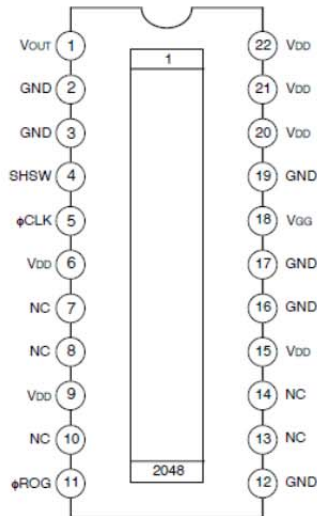 VOUT 1
GND 2
GND 3
SHSW 4
ϕCLK 5
VDD 6
NC 7
NC 8
VDD 9
NC 10
ϕROG 11
1
2048
22 VDD
21 VDD
20 VDD
19 GND
18 VGG
17 GND
16 GND
15 VDD
14 NC
13 NC
12 GND